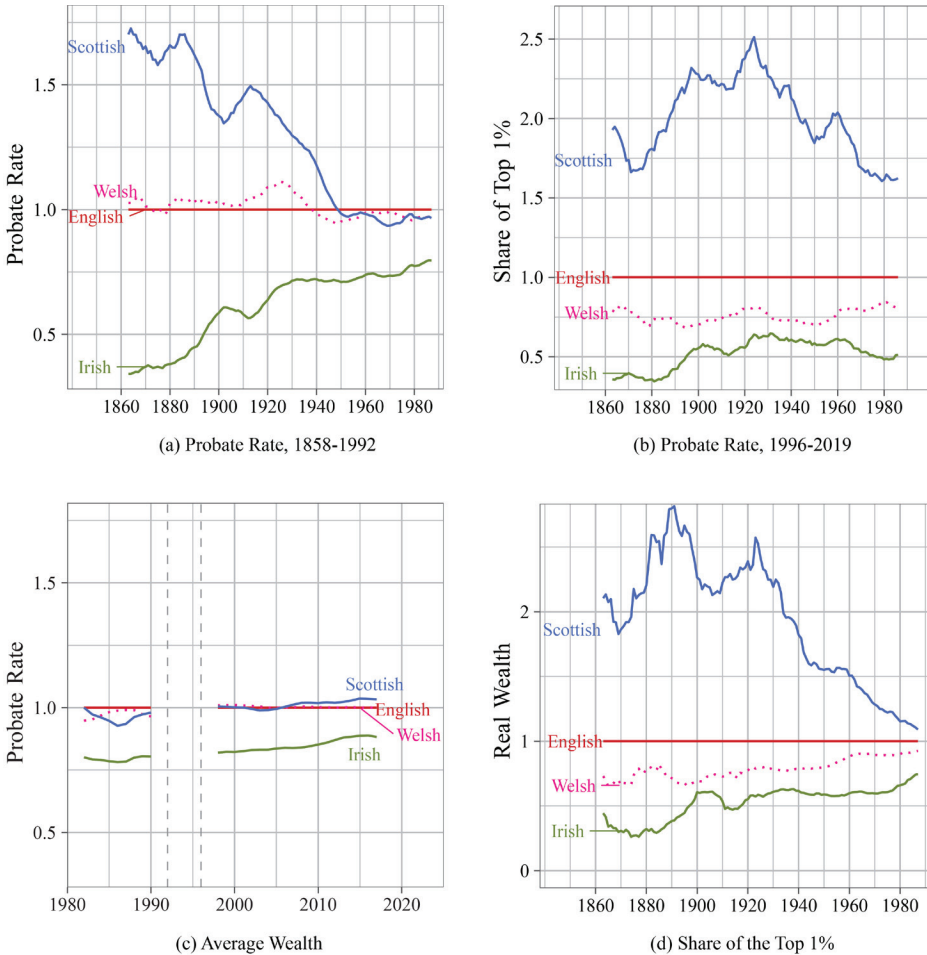 Probate Rate
1.5
1.0
0.5
Scottish
Welsh
English
Irish
1860 1880 1900 1920 1940 1960 1980
(a) Probate Rate, 1858-1992
Share of Top 1%
2.5
2.0
1.5
1.0
0.5
Scottish
English
Welsh
Irish
1860 1880 1900 1920 1940 1960 1980
(b) Probate Rate, 1996-2019
Probate Rate
1.5
1.0
0.5
Scottish
English
Welsh
Irish
1980 1990 2000 2010 2020
(c) Average Wealth
Real Wealth
2
1
0
Scottish
English
Welsh
Irish
1860 1880 1900 1920 1940 1960 1980
(d) Share of the Top 1%